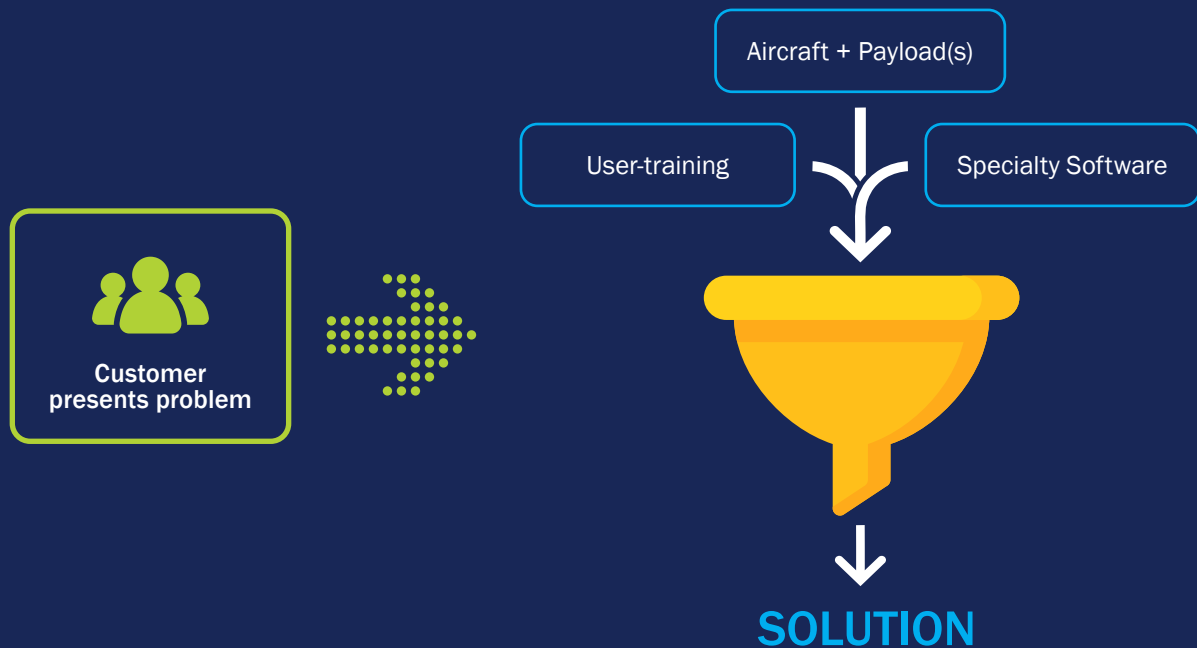 Aircraft + Payload(s)
User-training
Specialty Software
Customer
presents problem
SOLUTION